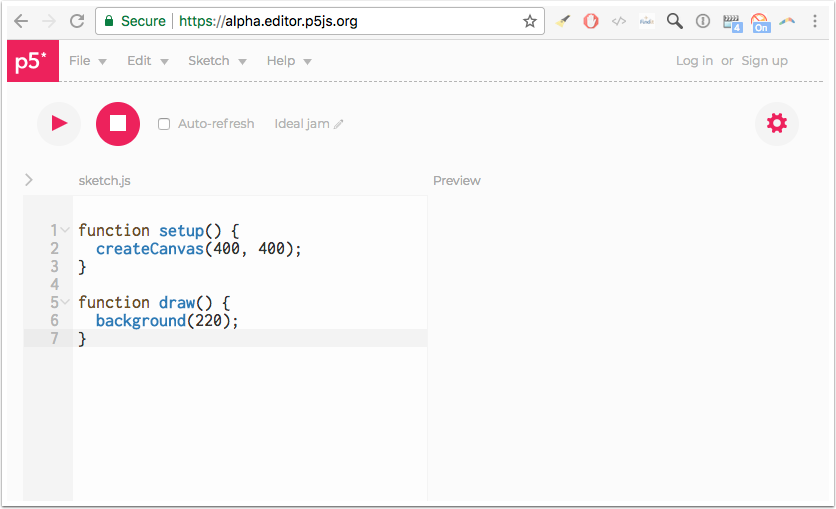 Secure https://alpha.editor.p5js.org
4 On
p5* File Edit Sketch Help Log in or Sign up
Auto-refresh Ideal jam
sketch.js Preview
1 function setup() {
2   createCanvas(400, 400);
3 }
4
5 function draw() {
6   background(220);
7 }